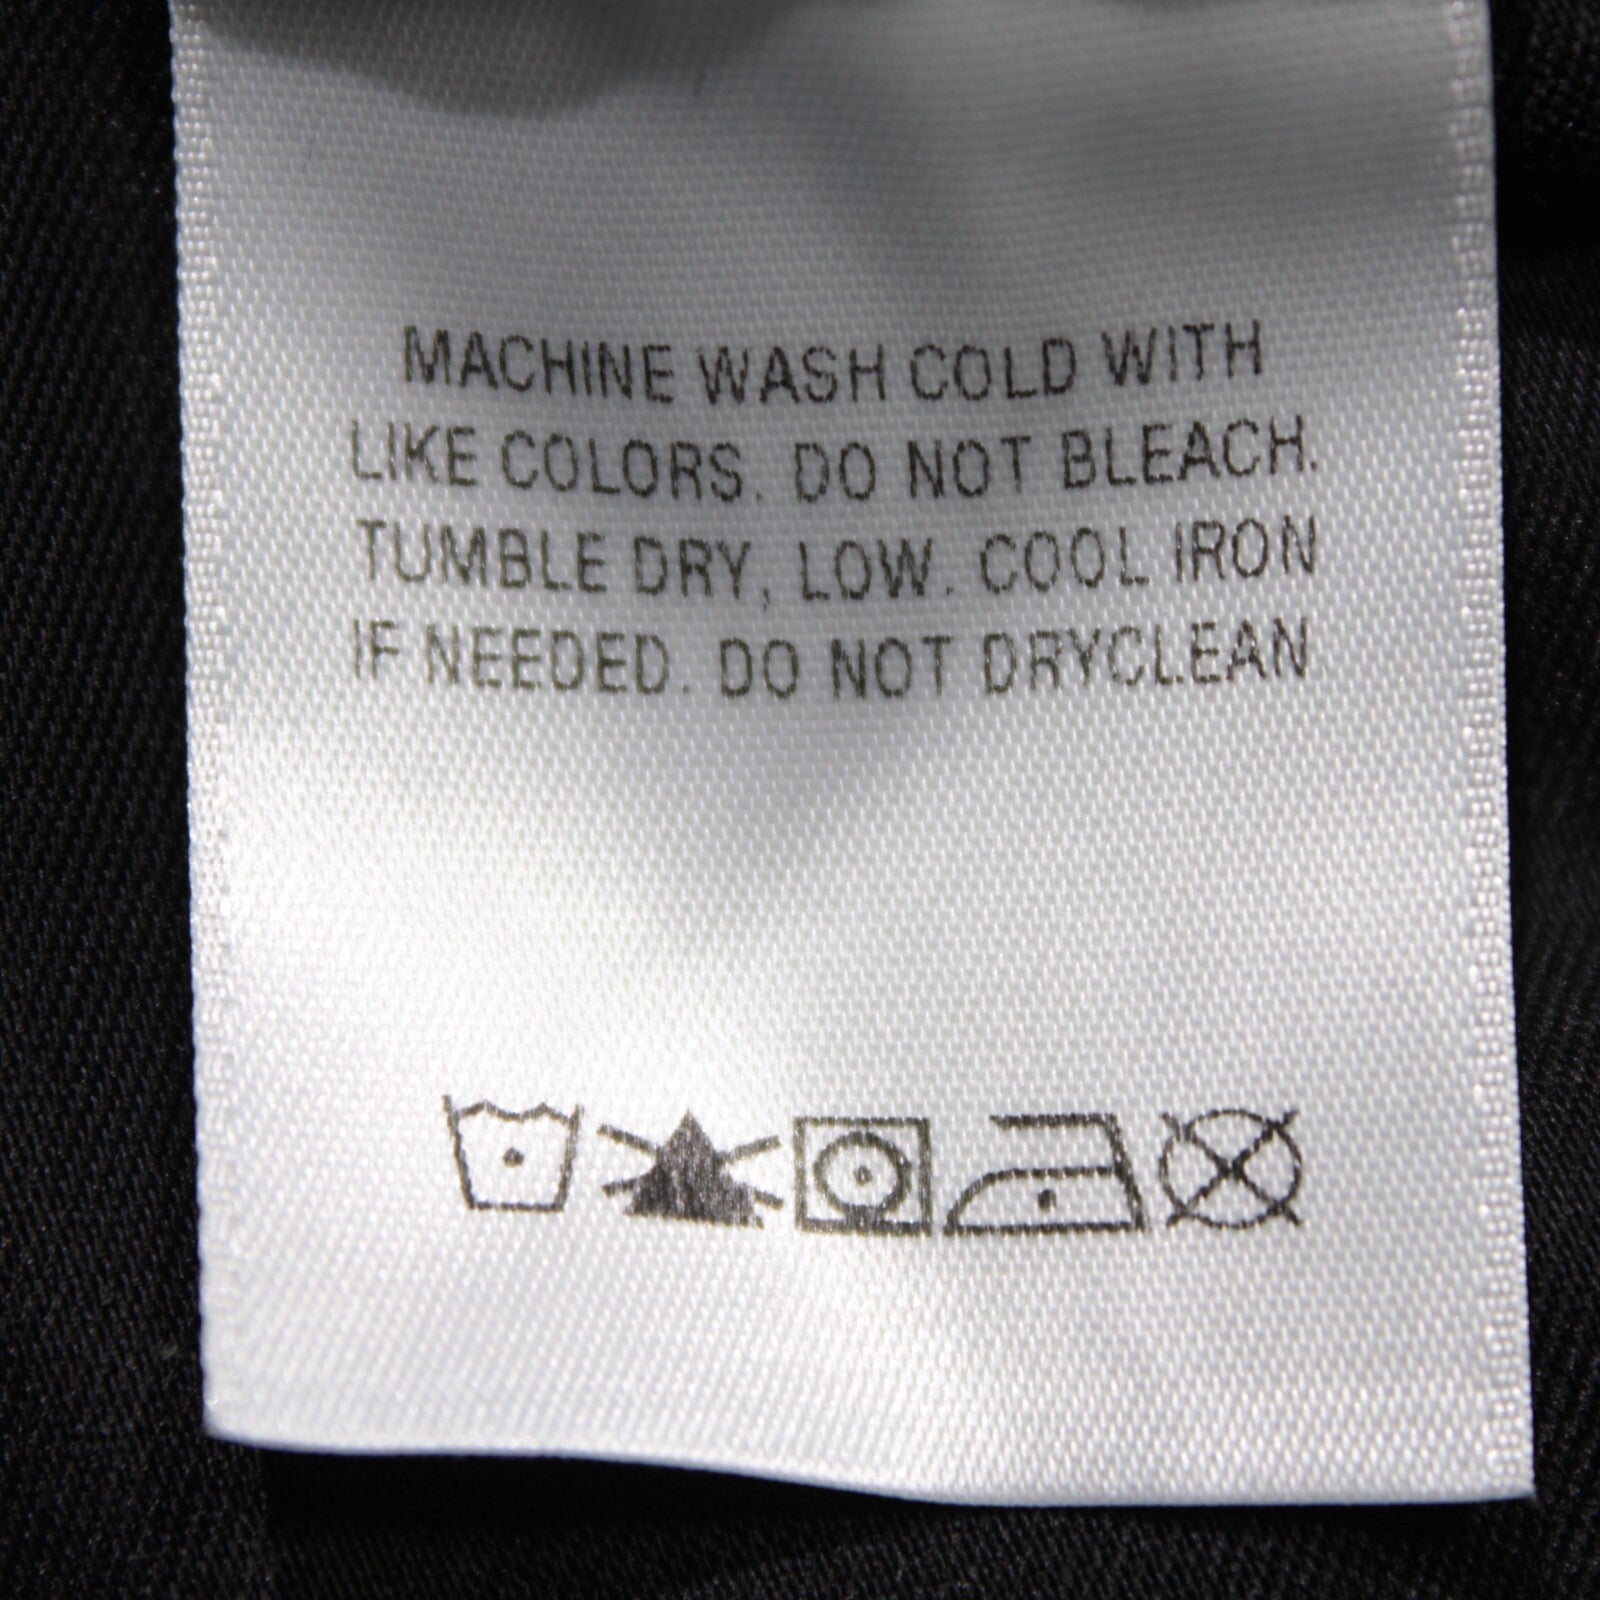 MACHINE WASH COLD WITH
LIKE COLORS. DO NOT BLEACH.
TUMBLE DRY, LOW. COOL IRON
IF NEEDED. DO NOT DRYCLEAN